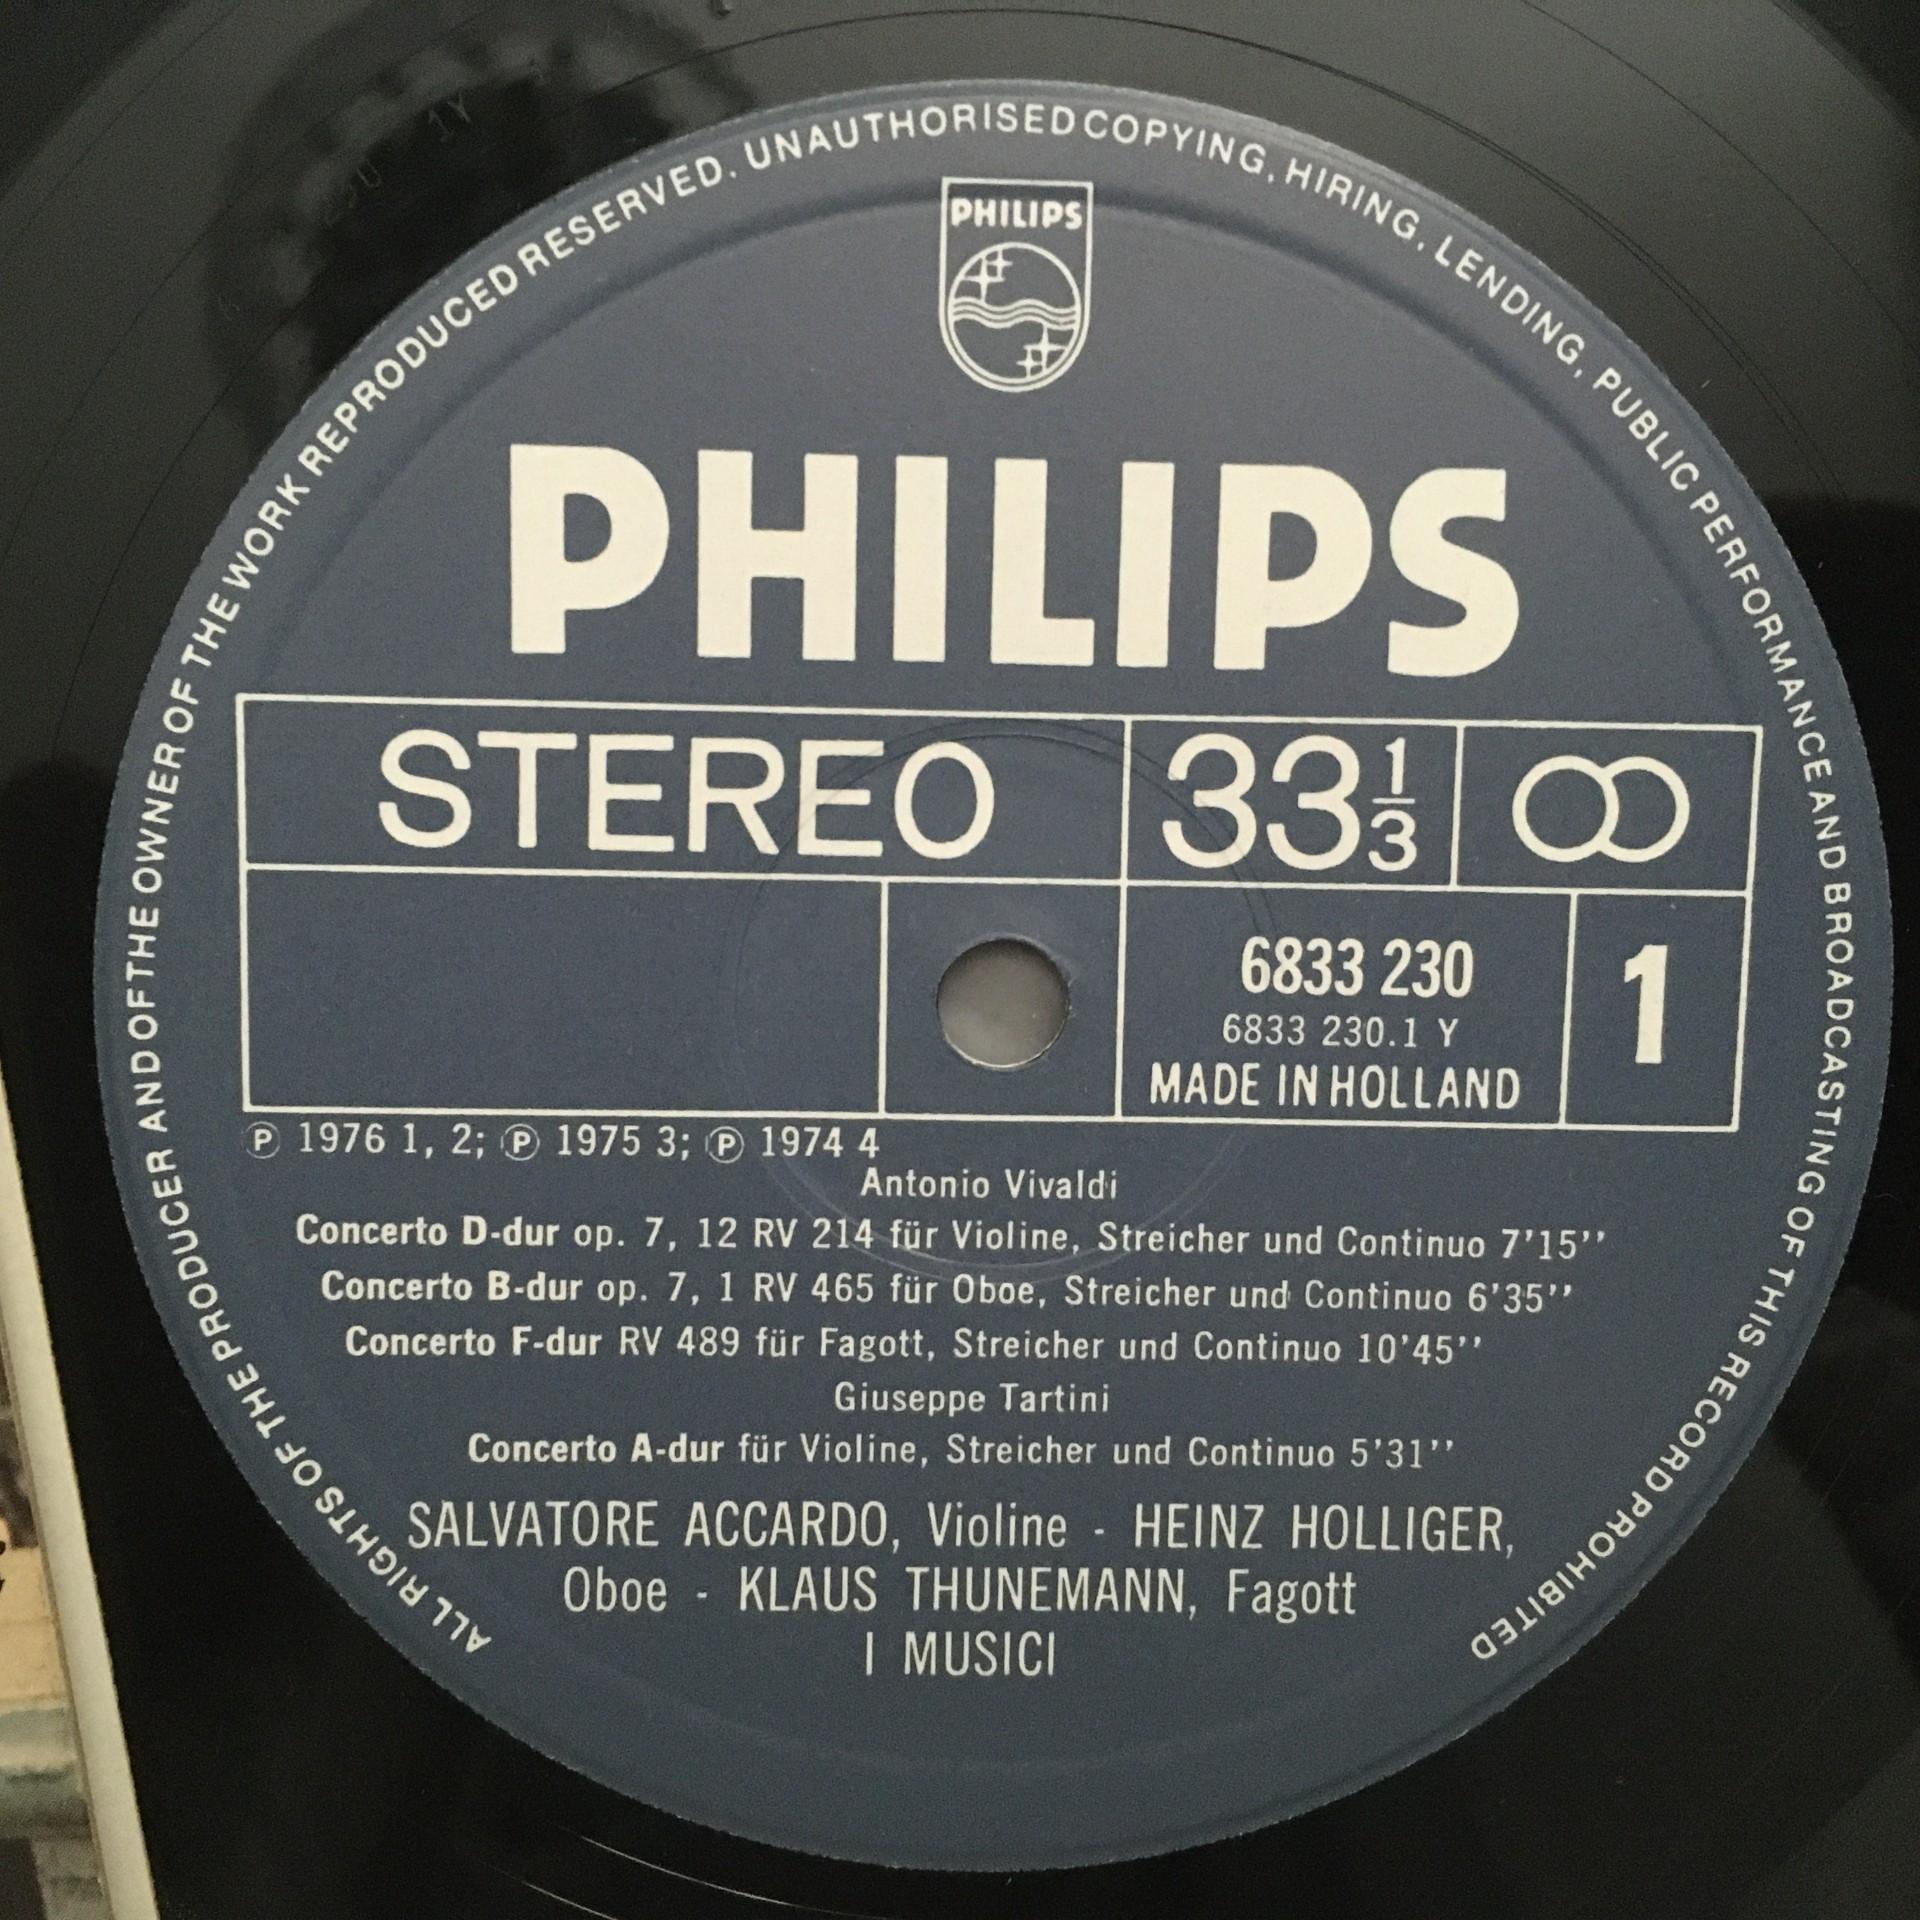 ALL RIGHTS OF THE PRODUCER AND OF THE OWNER OF THE WORK REPRODUCED RESERVED. UNAUTHORISED COPYING, HIRING, LENDING, PUBLIC PERFORMANCE AND BROADCASTING OF THIS RECORD PROHIBITED
PHILIPS
PHILIPS
STEREO 33 1/3
6833 230
6833 230.1 Y
MADE IN HOLLAND
1
Ⓟ 1976 1, 2; Ⓟ 1975 3; Ⓟ 1974 4
Antonio Vivaldi
Concerto D-dur op. 7, 12 RV 214 für Violine, Streicher und Continuo 7'15''
Concerto B-dur op. 7, 1 RV 465 für Oboe, Streicher und Continuo 6'35''
Concerto F-dur RV 489 für Fagott, Streicher und Continuo 10'45''
Giuseppe Tartini
Concerto A-dur für Violine, Streicher und Continuo 5'31''
SALVATORE ACCARDO, Violine - HEINZ HOLLIGER,
Oboe - KLAUS THUNEMANN, Fagott
I MUSICI